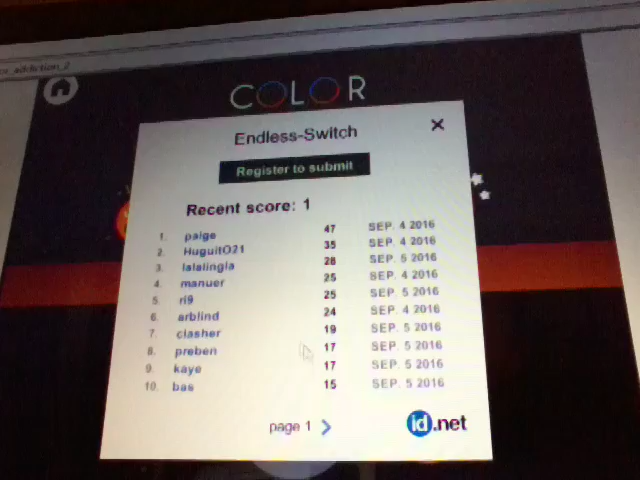 COLOR
Endless-Switch
Register to submit
Recent score: 1
1. paige 47 SEP. 4 2016
2. HuguitO21 35 SEP. 4 2016
3. lalalingla 28 SEP. 5 2016
4. manuer 25 SEP. 4 2016
5. ri9 25 SEP. 5 2016
6. arblind 24 SEP. 4 2016
7. clasher 19 SEP. 5 2016
8. preben 17 SEP. 5 2016
9. kaye 17 SEP. 5 2016
10. bas 15 SEP. 5 2016
page 1
id.net